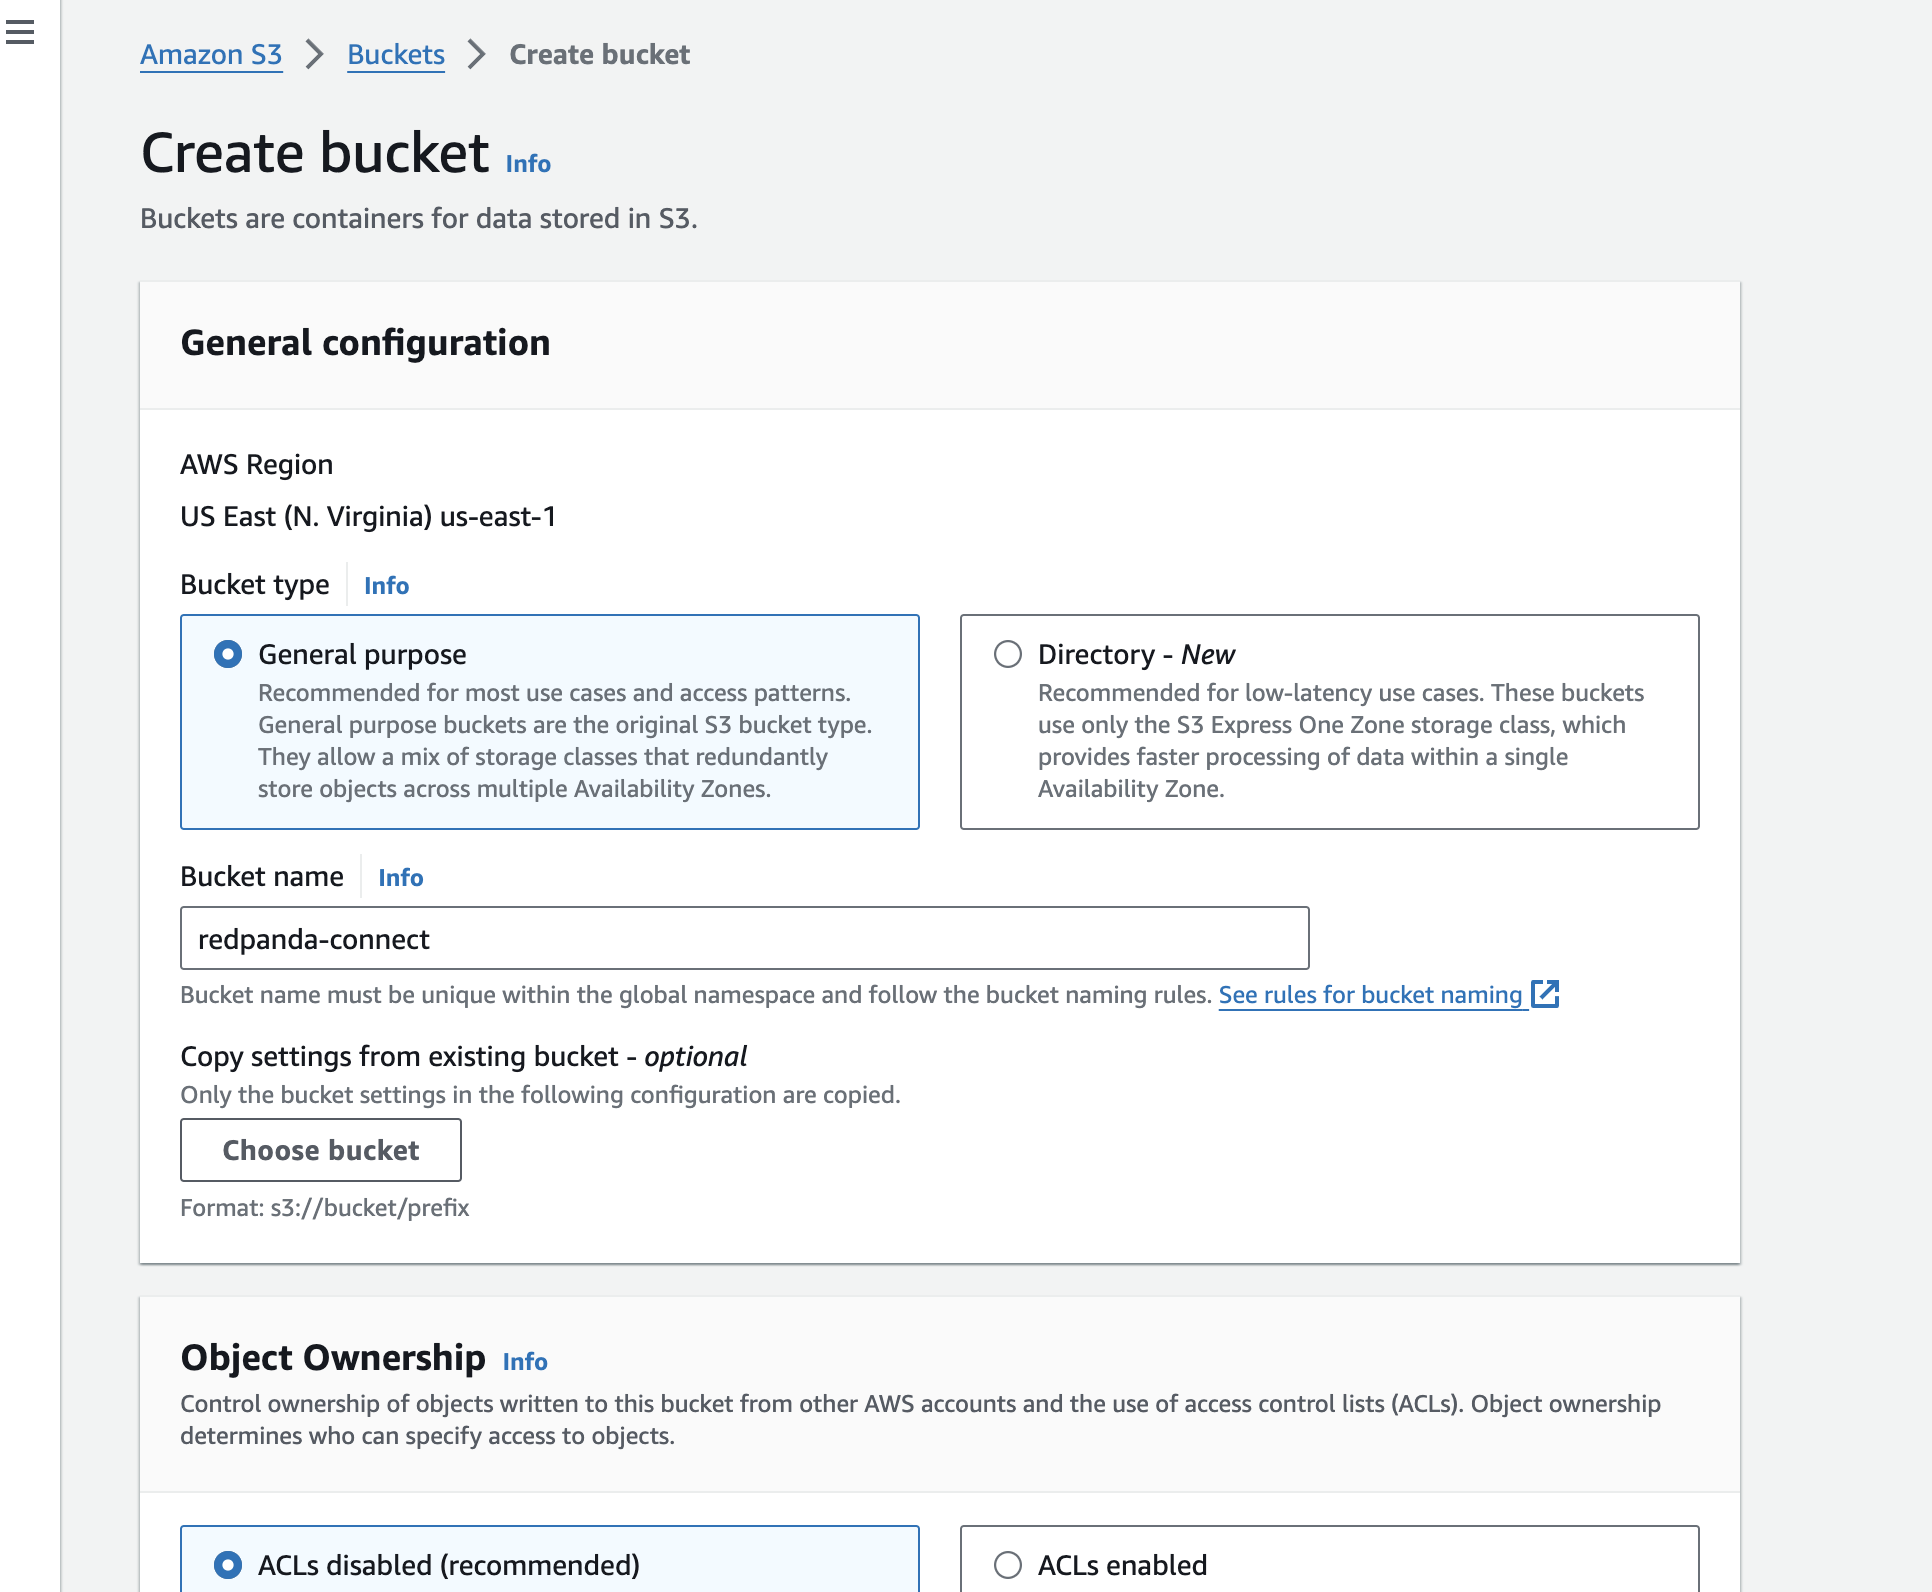 Amazon S3 > Buckets > Create bucket
Create bucket Info
Buckets are containers for data stored in S3.
General configuration
AWS Region
US East (N. Virginia) us-east-1
Bucket type Info
General purpose
Recommended for most use cases and access patterns.
General purpose buckets are the original S3 bucket type.
They allow a mix of storage classes that redundantly
store objects across multiple Availability Zones.
Directory - New
Recommended for low-latency use cases. These buckets
use only the S3 Express One Zone storage class, which
provides faster processing of data within a single
Availability Zone.
Bucket name Info
redpanda-connect
Bucket name must be unique within the global namespace and follow the bucket naming rules. See rules for bucket naming
Copy settings from existing bucket - optional
Only the bucket settings in the following configuration are copied.
Choose bucket
Format: s3://bucket/prefix
Object Ownership Info
Control ownership of objects written to this bucket from other AWS accounts and the use of access control lists (ACLs). Object ownership
determines who can specify access to objects.
ACLs disabled (recommended)
ACLs enabled